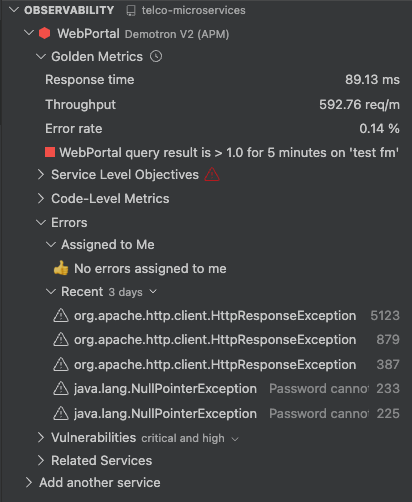 OBSERVABILITY telco-microservices
WebPortal Demotron V2 (APM)
Golden Metrics
Response time 89.13 ms
Throughput 592.76 req/m
Error rate 0.14 %
WebPortal query result is > 1.0 for 5 minutes on 'test fm'
Service Level Objectives
Code-Level Metrics
Errors
Assigned to Me
👍 No errors assigned to me
Recent 3 days
org.apache.http.client.HttpResponseException 5123
org.apache.http.client.HttpResponseException 879
org.apache.http.client.HttpResponseException 387
java.lang.NullPointerException Password canno 233
java.lang.NullPointerException Password canno 225
Vulnerabilities critical and high
Related Services
Add another service